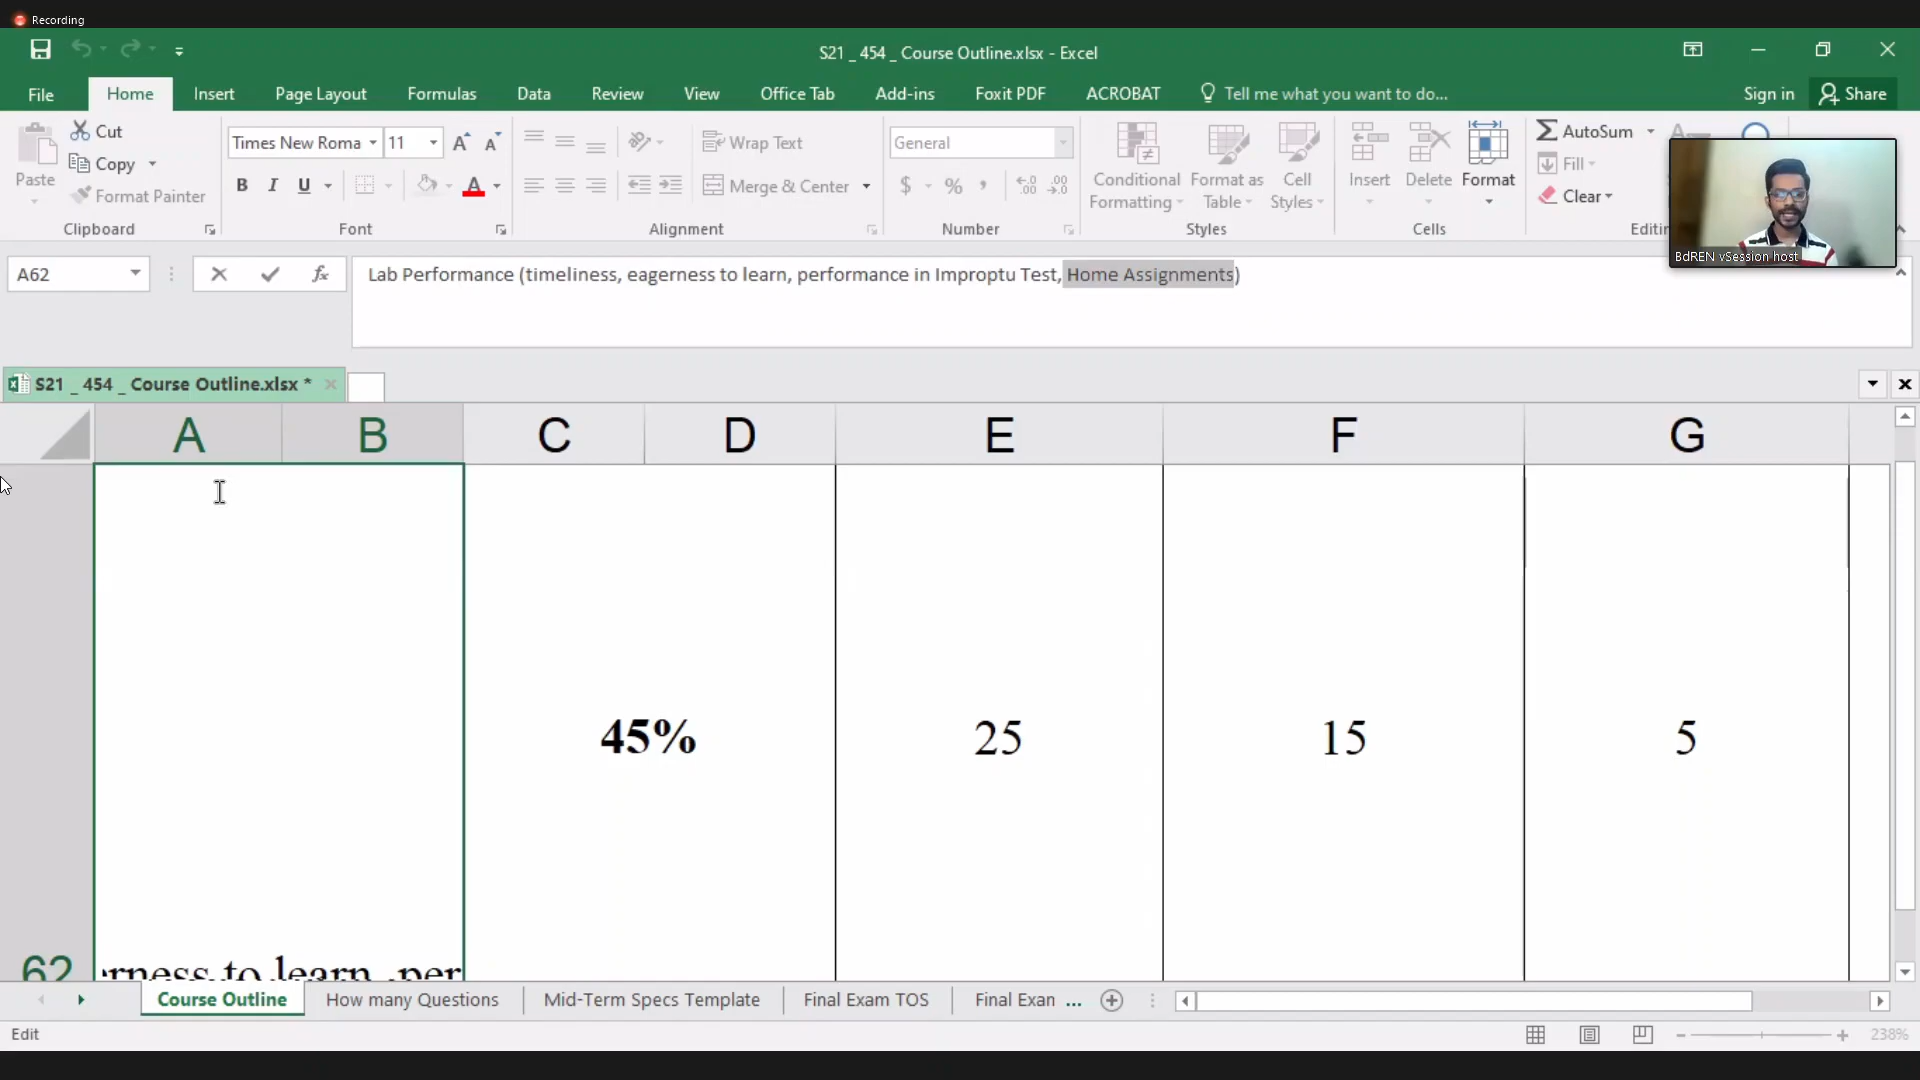 Recording
S21 _ 454 _ Course Outline.xlsx - Excel
File Home Insert Page Layout Formulas Data Review View Office Tab Add-ins Foxit PDF ACROBAT Tell me what you want to do... Sign in Share
Cut
Copy
Format Painter
Paste
Clipboard
Times New Roma 11
B I U A
Font
Wrap Text
Merge & Center
Alignment
General
$ %
Number
Conditional Formatting
Format as Table
Cell Styles
Styles
Insert Delete Format
Cells
AutoSum
Fill
Clear
BdREN vSession host
A62
fx
Lab Performance (timeliness, eagerness to learn, performance in Improptu Test, Home Assignments)
S21 _ 454 _ Course Outline.xlsx *
A B C D E F G
45% 25 15 5
62 erness to learn, per
Course Outline How many Questions Mid-Term Specs Template Final Exam TOS Final Exan ...
Edit
238%